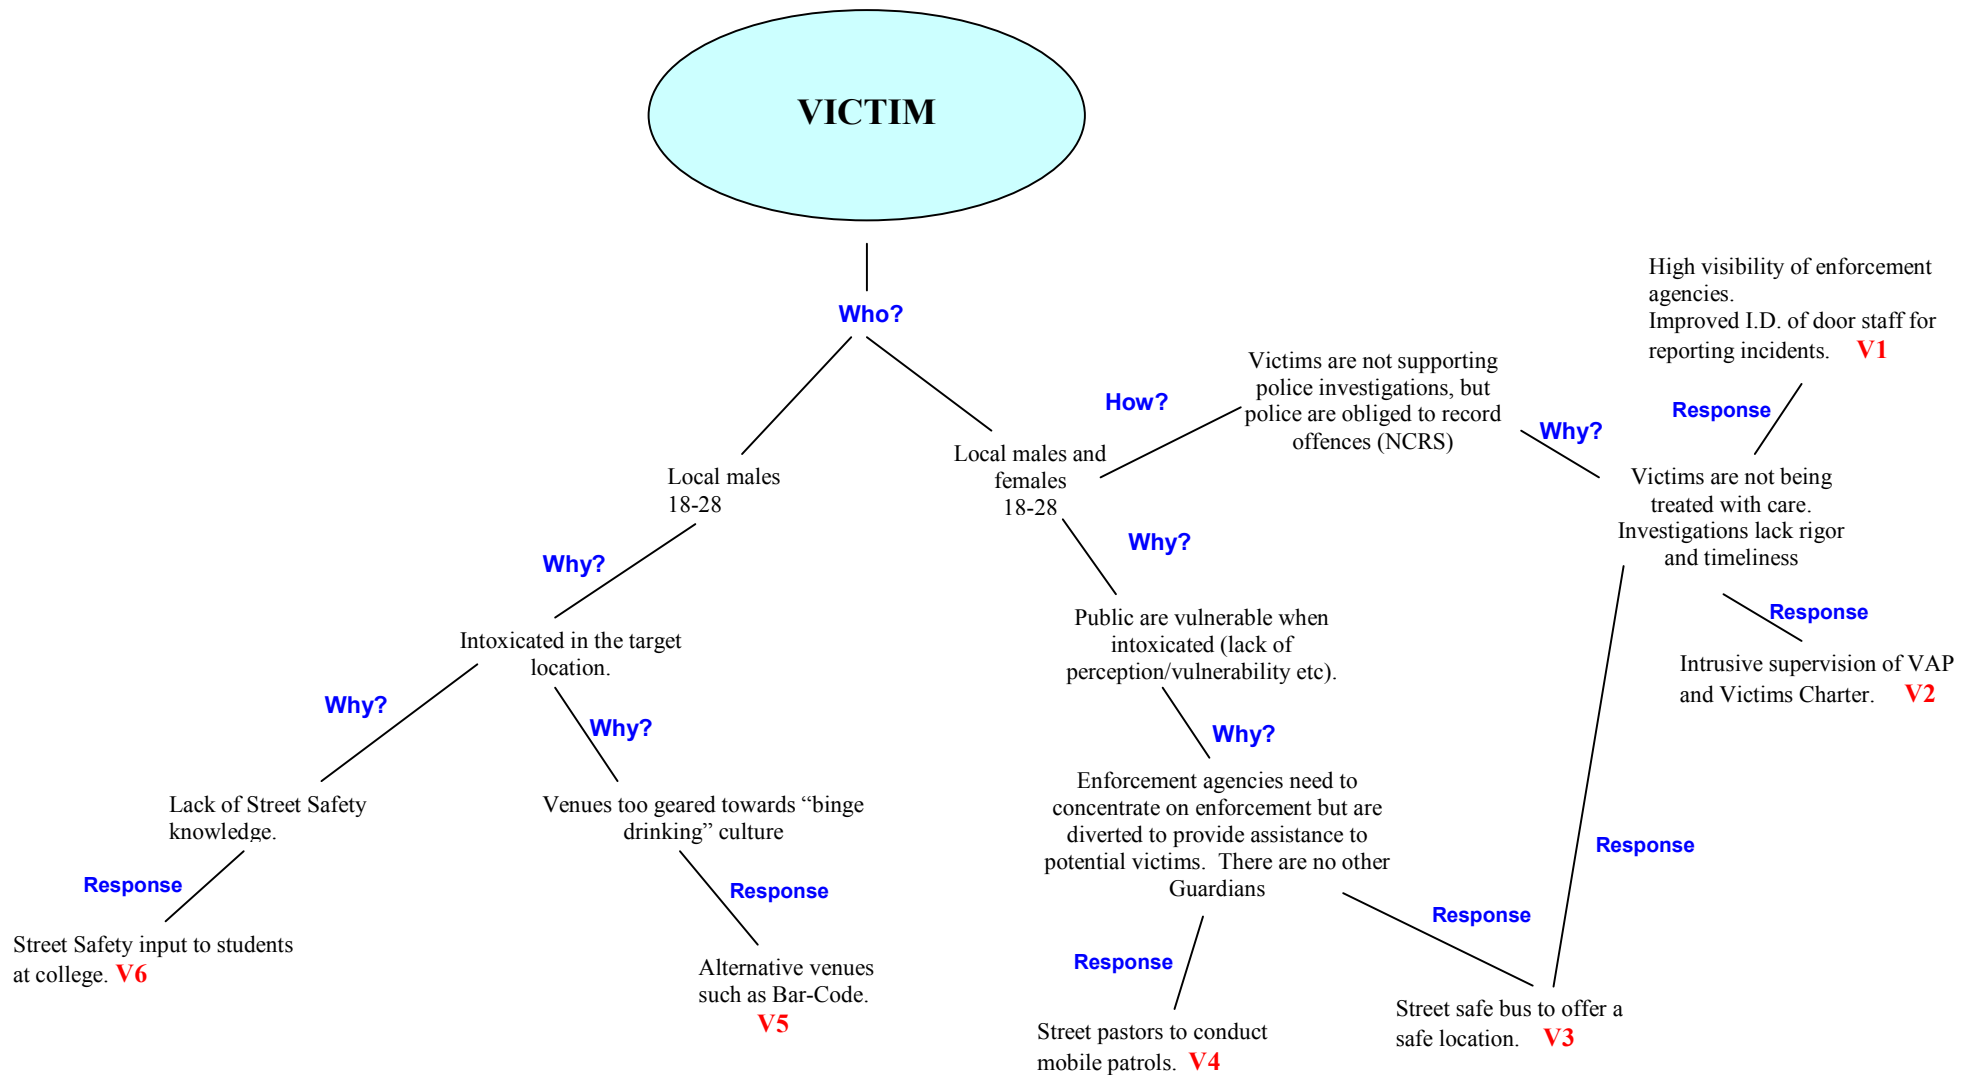 VICTIM
Who?
High visibility of enforcement
agencies.
Improved I.D. of door staff for
reporting incidents. V1
Response
Victims are not supporting
police investigations, but
police are obliged to record
offences (NCRS)
How?
Why?
Local males and
females
18-28
Local males
18-28
Victims are not being
treated with care.
Investigations lack rigor
and timeliness
Why?
Why?
Response
Intoxicated in the target
location.
Public are vulnerable when
intoxicated (lack of
perception/vulnerability etc).
Intrusive supervision of VAP
and Victims Charter. V2
Why?
Why?
Why?
Lack of Street Safety
knowledge.
Venues too geared towards “binge
drinking” culture
Enforcement agencies need to
concentrate on enforcement but are
diverted to provide assistance to
potential victims. There are no other
Guardians
Response
Response
Response
Response
Response
Street Safety input to students
at college. V6
Alternative venues
such as Bar-Code.
V5
Street pastors to conduct
mobile patrols. V4
Street safe bus to offer a
safe location. V3